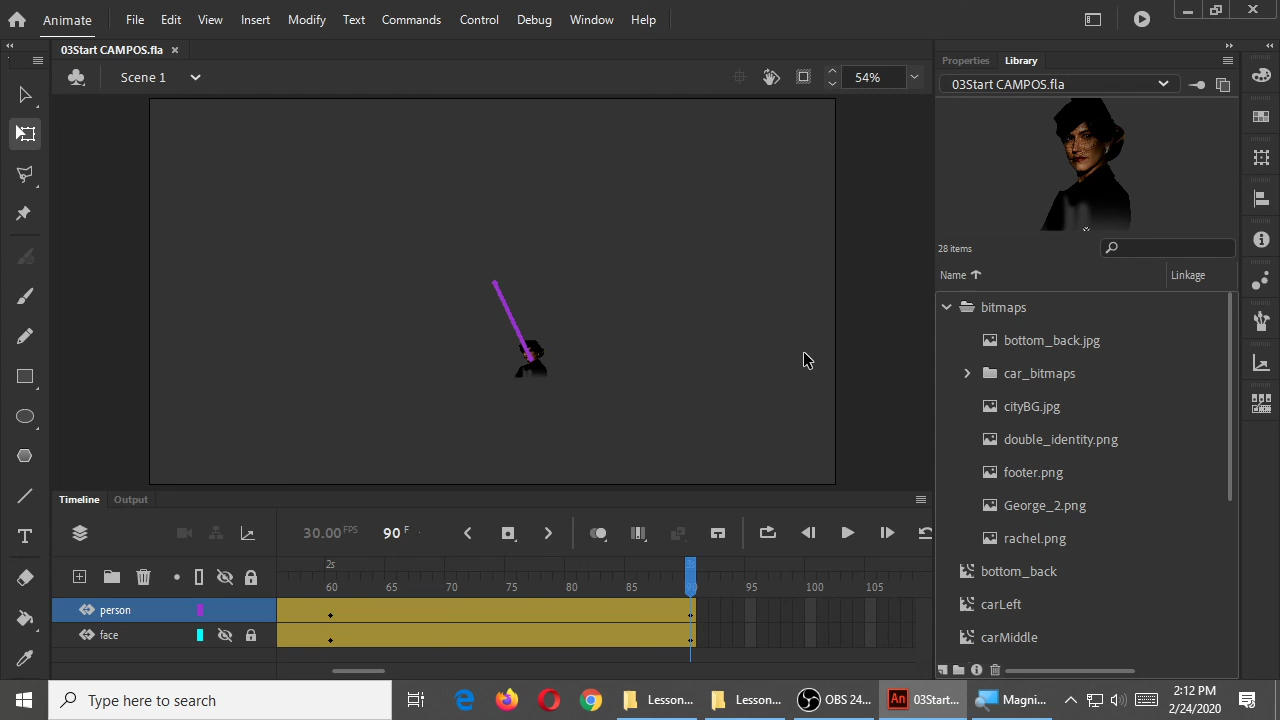 Animate File Edit View Insert Modify Text Commands Control Debug Window Help
03Start CAMPOS.fla
Scene 1 54%
Properties Library
03Start CAMPOS.fla
28 items
Name Linkage
bitmaps
bottom_back.jpg
car_bitmaps
cityBG.jpg
double_identity.png
footer.png
George_2.png
rachel.png
bottom_back
carLeft
carMiddle
Timeline Output
30.00 FPS 90 F
2s 3s
60 65 70 75 80 85 90 95 100 105
person
face
Type here to search
Lesson... Lesson... OBS 24... An 03Start... Magni...
2:12 PM
2/24/2020